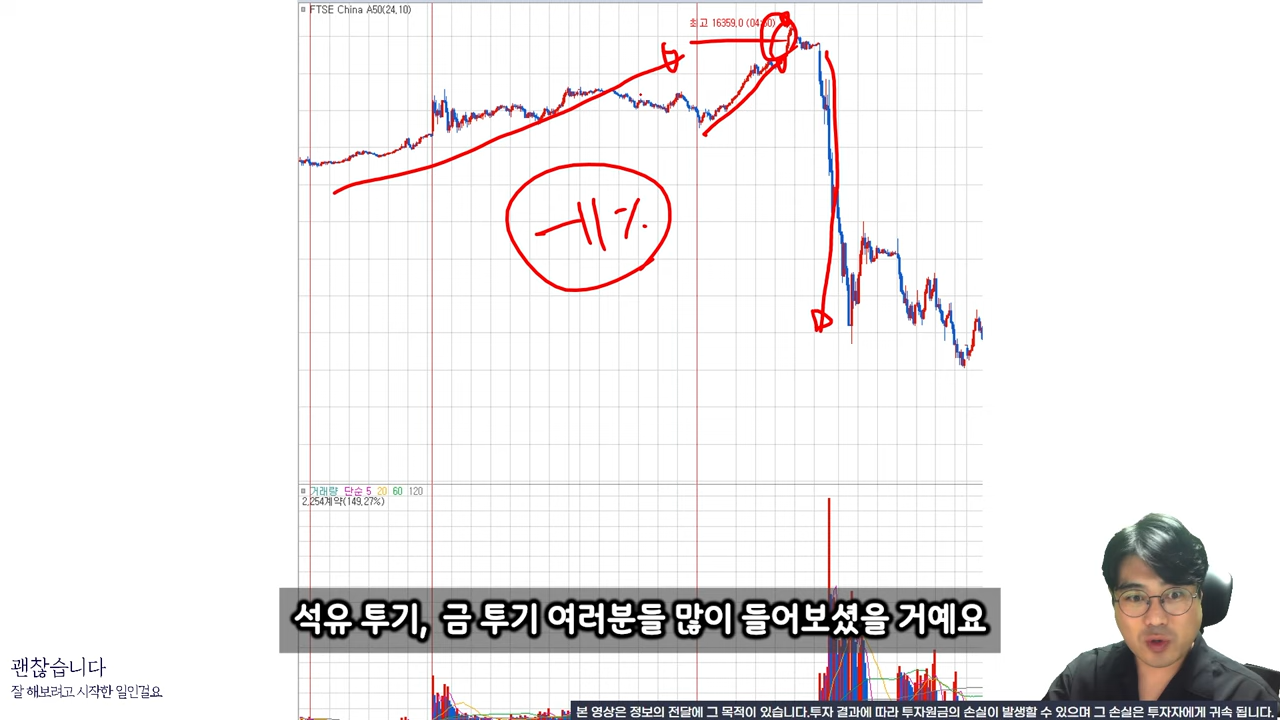 FTSE China A50(24,10)
최고 16359,0 (04:00)
-11%
거래량 단순 5 20 60 120
2,254계약(149,27%)
석유 투기, 금 투기 여러분들 많이 들어보셨을 거예요
괜찮습니다
잘 해보려고 시작한 일인걸요
본 영상은 정보의 전달에 그 목적이 있습니다.투자 결과에 따라 투자원금의 손실이 발생할 수 있으며 그 손실은 투자자에게 귀속 됩니다.